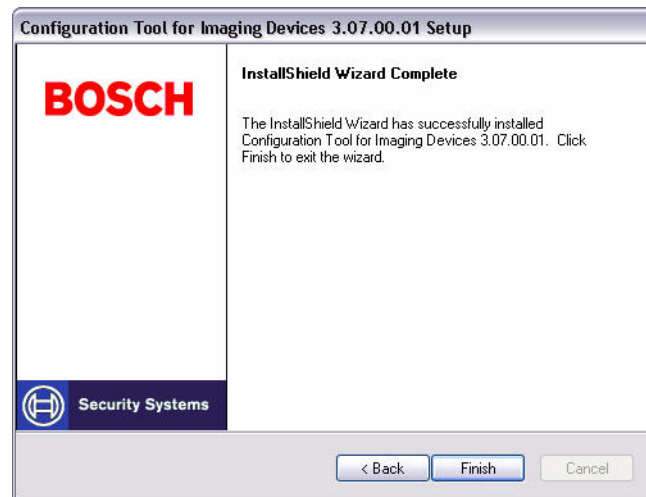 Configuration Tool for Imaging Devices 3.07.00.01 Setup
BOSCH
InstallShield Wizard Complete
The InstallShield Wizard has successfully installed
Configuration Tool for Imaging Devices 3.07.00.01. Click
Finish to exit the wizard.
Security Systems
< Back
Finish
Cancel